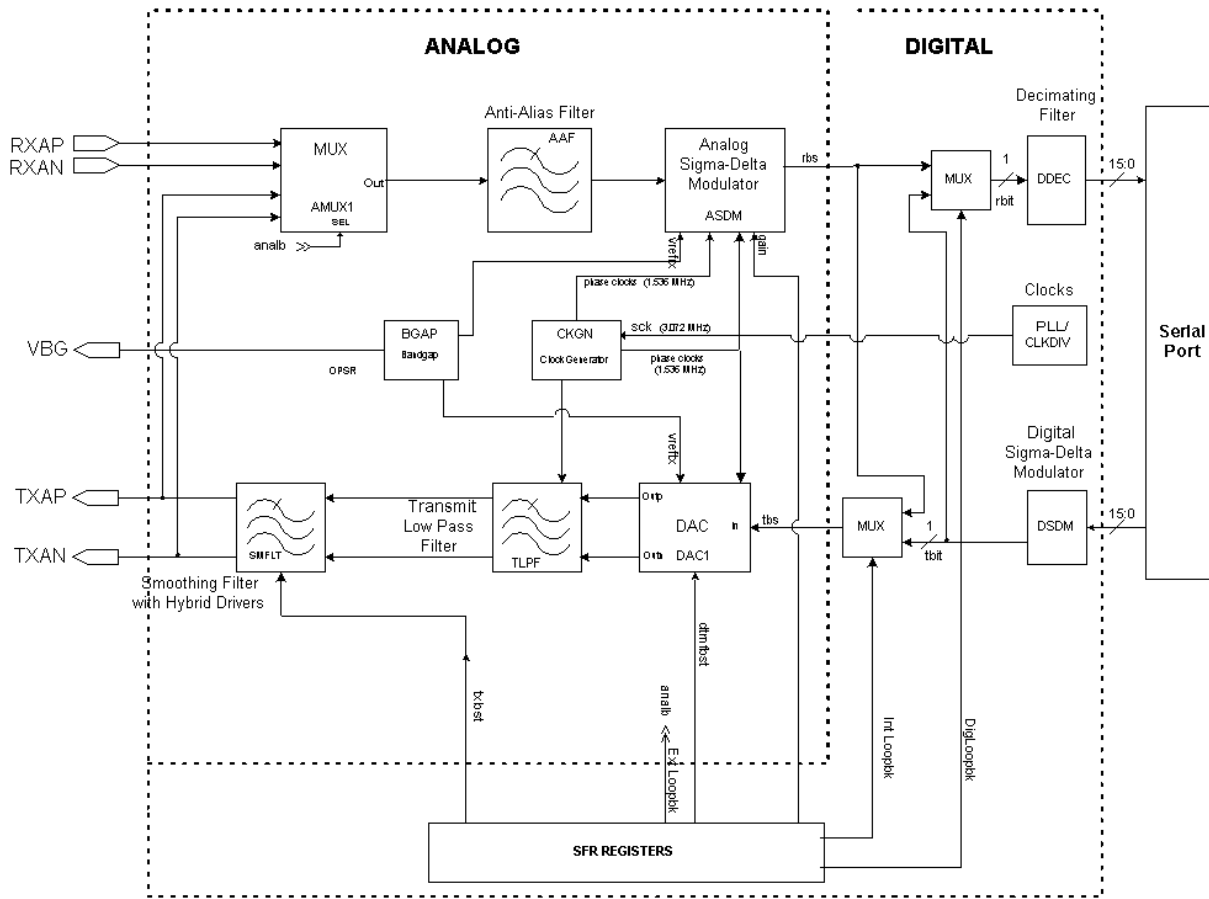 ANALOG
DIGITAL
Anti-Alias Filter
Decimating
Filter
RXAP
RXAN
MUX
Out
AMUX1
SEL
analb
AAF
Analog
Sigma-Delta
Modulator
ASDM
rbs
MUX
1
rbit
DDEC
15:0
gain
phase clocks (1.536 MHz)
Clocks
VBG
BGAP
Bandgap
OPSR
CKGN
Clock Generator
sck (3.072 MHz)
phase clocks
(1.536 MHz)
PLL/
CLKDIV
Serial
Port
vreftx
Digital
Sigma-Delta
Modulator
TXAP
TXAN
SMFLT
Smoothing Filter
with Hybrid Drivers
Transmit
Low Pass
Filter
TLPF
Outp
Outn
DAC
DAC1
In
tbs
MUX
1
tbit
DSDM
15:0
txbst
analb
Ext Loopbk
dtmfbst
Int Loopbk
DigLoopbk
SFR REGISTERS